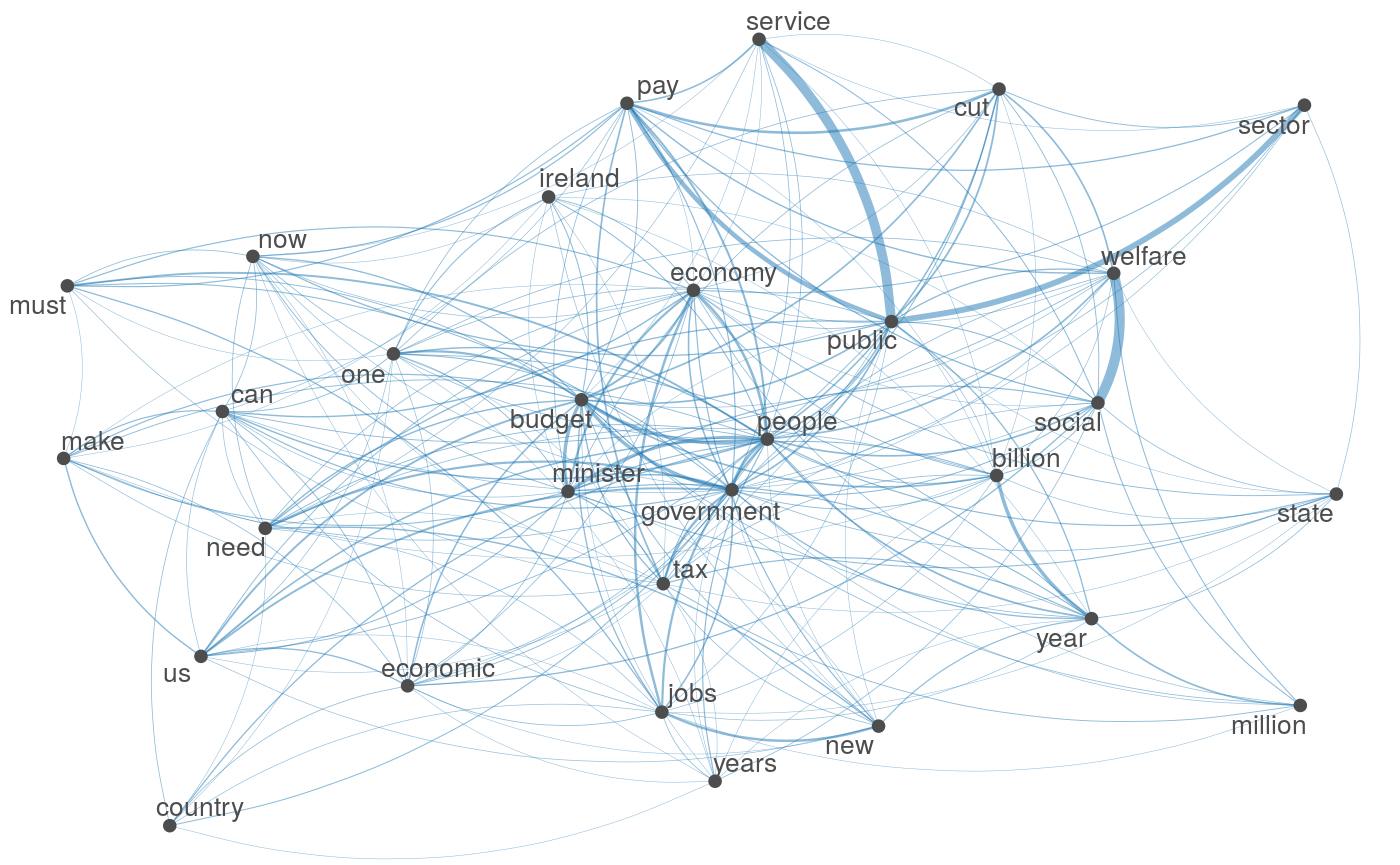 service
pay
cut
sector
ireland
now
welfare
economy
must
public
one
can
budget
people
social
make
billion
minister
government
state
need
tax
year
us
economic
jobs
million
new
years
country